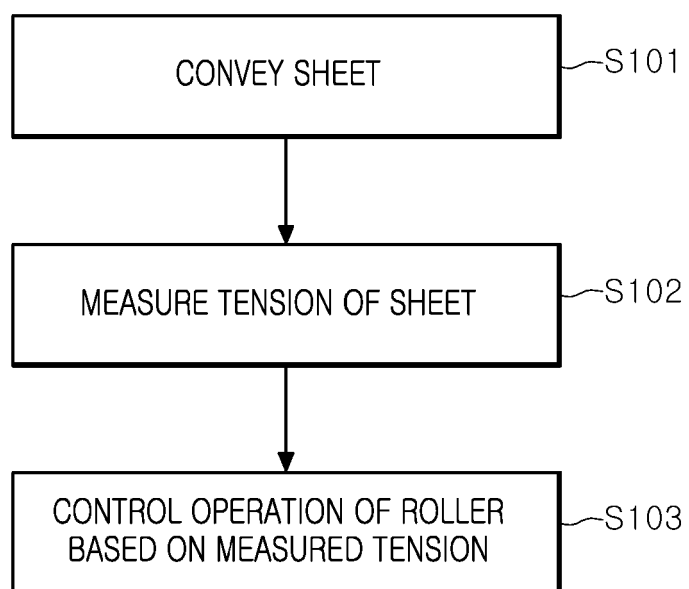 CONVEY SHEET
S101
MEASURE TENSION OF SHEET
S102
CONTROL OPERATION OF ROLLER
BASED ON MEASURED TENSION
S103